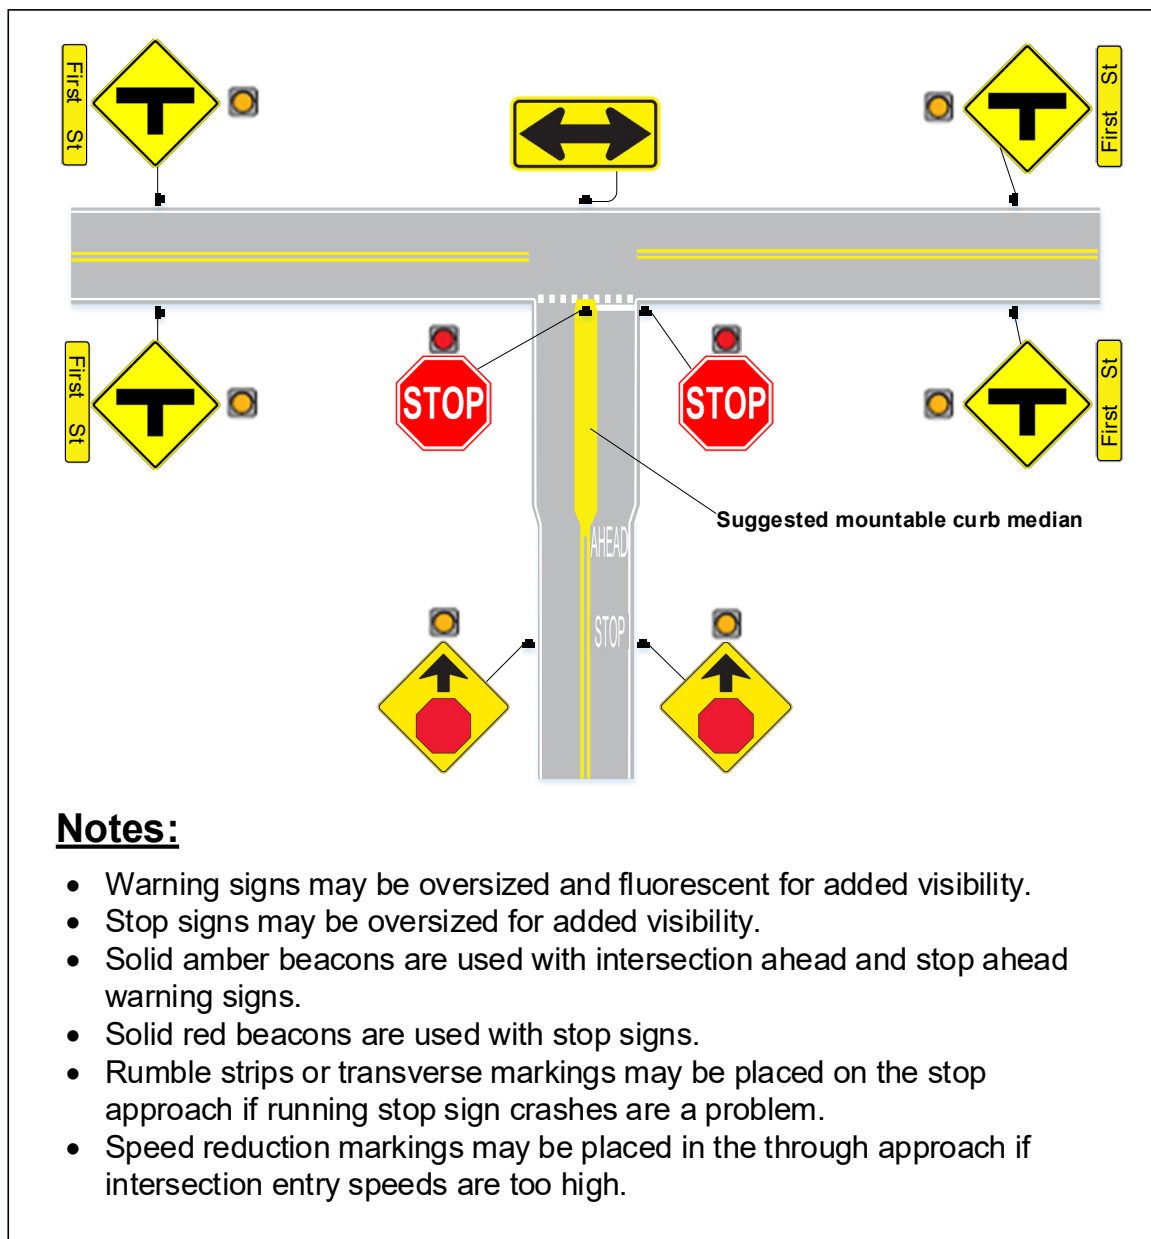 First St
First St
STOP
STOP
First St
First St
Suggested mountable curb median
AHEAD
STOP
Notes:
• Warning signs may be oversized and fluorescent for added visibility.
• Stop signs may be oversized for added visibility.
• Solid amber beacons are used with intersection ahead and stop ahead
warning signs.
• Solid red beacons are used with stop signs.
• Rumble strips or transverse markings may be placed on the stop
approach if running stop sign crashes are a problem.
• Speed reduction markings may be placed in the through approach if
intersection entry speeds are too high.